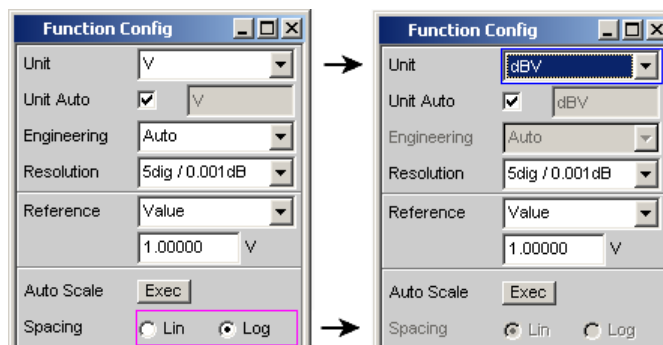 Function Config
Unit V
Unit Auto V
Engineering Auto
Resolution 5dig / 0.001dB
Reference Value
1.00000 V
Auto Scale Exec
Spacing Lin Log
Function Config
Unit dBV
Unit Auto dBV
Engineering Auto
Resolution 5dig / 0.001dB
Reference Value
1.00000 V
Auto Scale Exec
Spacing Lin Log